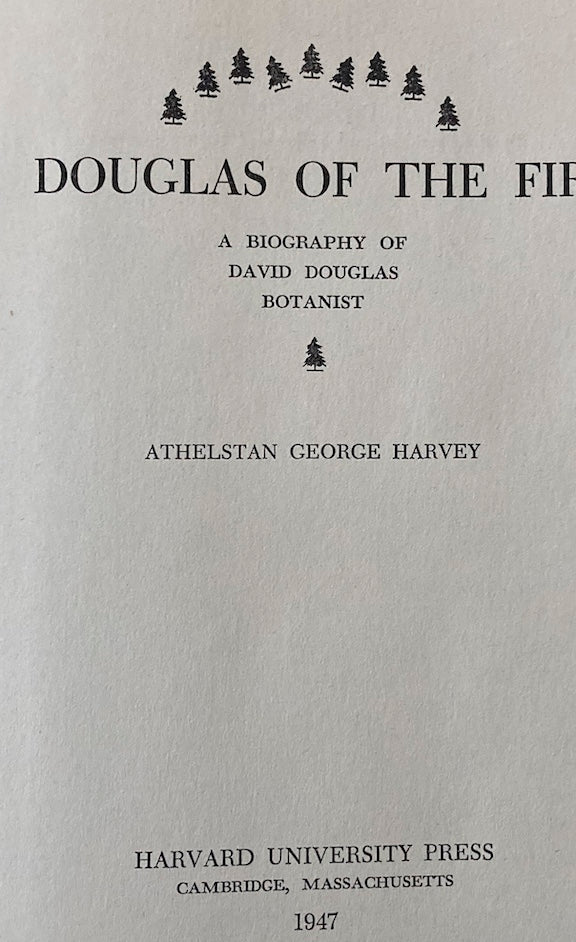 DOUGLAS OF THE FI
A BIOGRAPHY OF
DAVID DOUGLAS
BOTANIST
ATHELSTAN GEORGE HARVEY
HARVARD UNIVERSITY PRESS
CAMBRIDGE, MASSACHUSETTS
1947